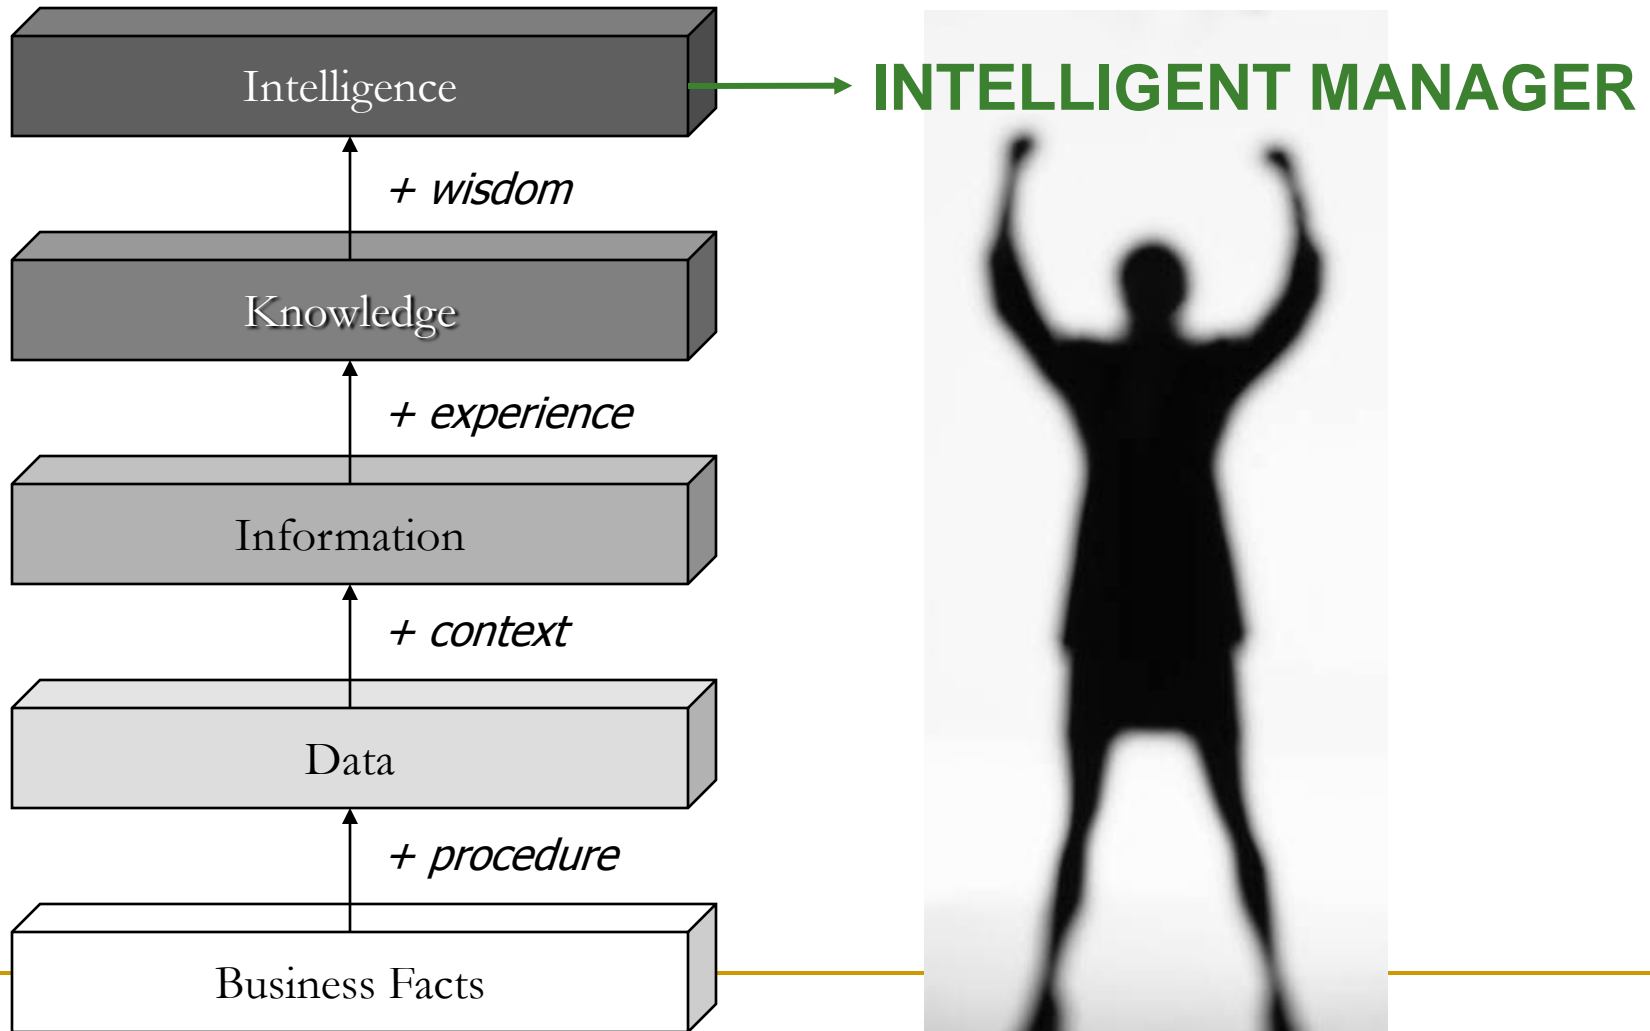 Intelligence
INTELLIGENT MANAGER
+ wisdom
Knowledge
+ experience
Information
+ context
Data
+ procedure
Business Facts